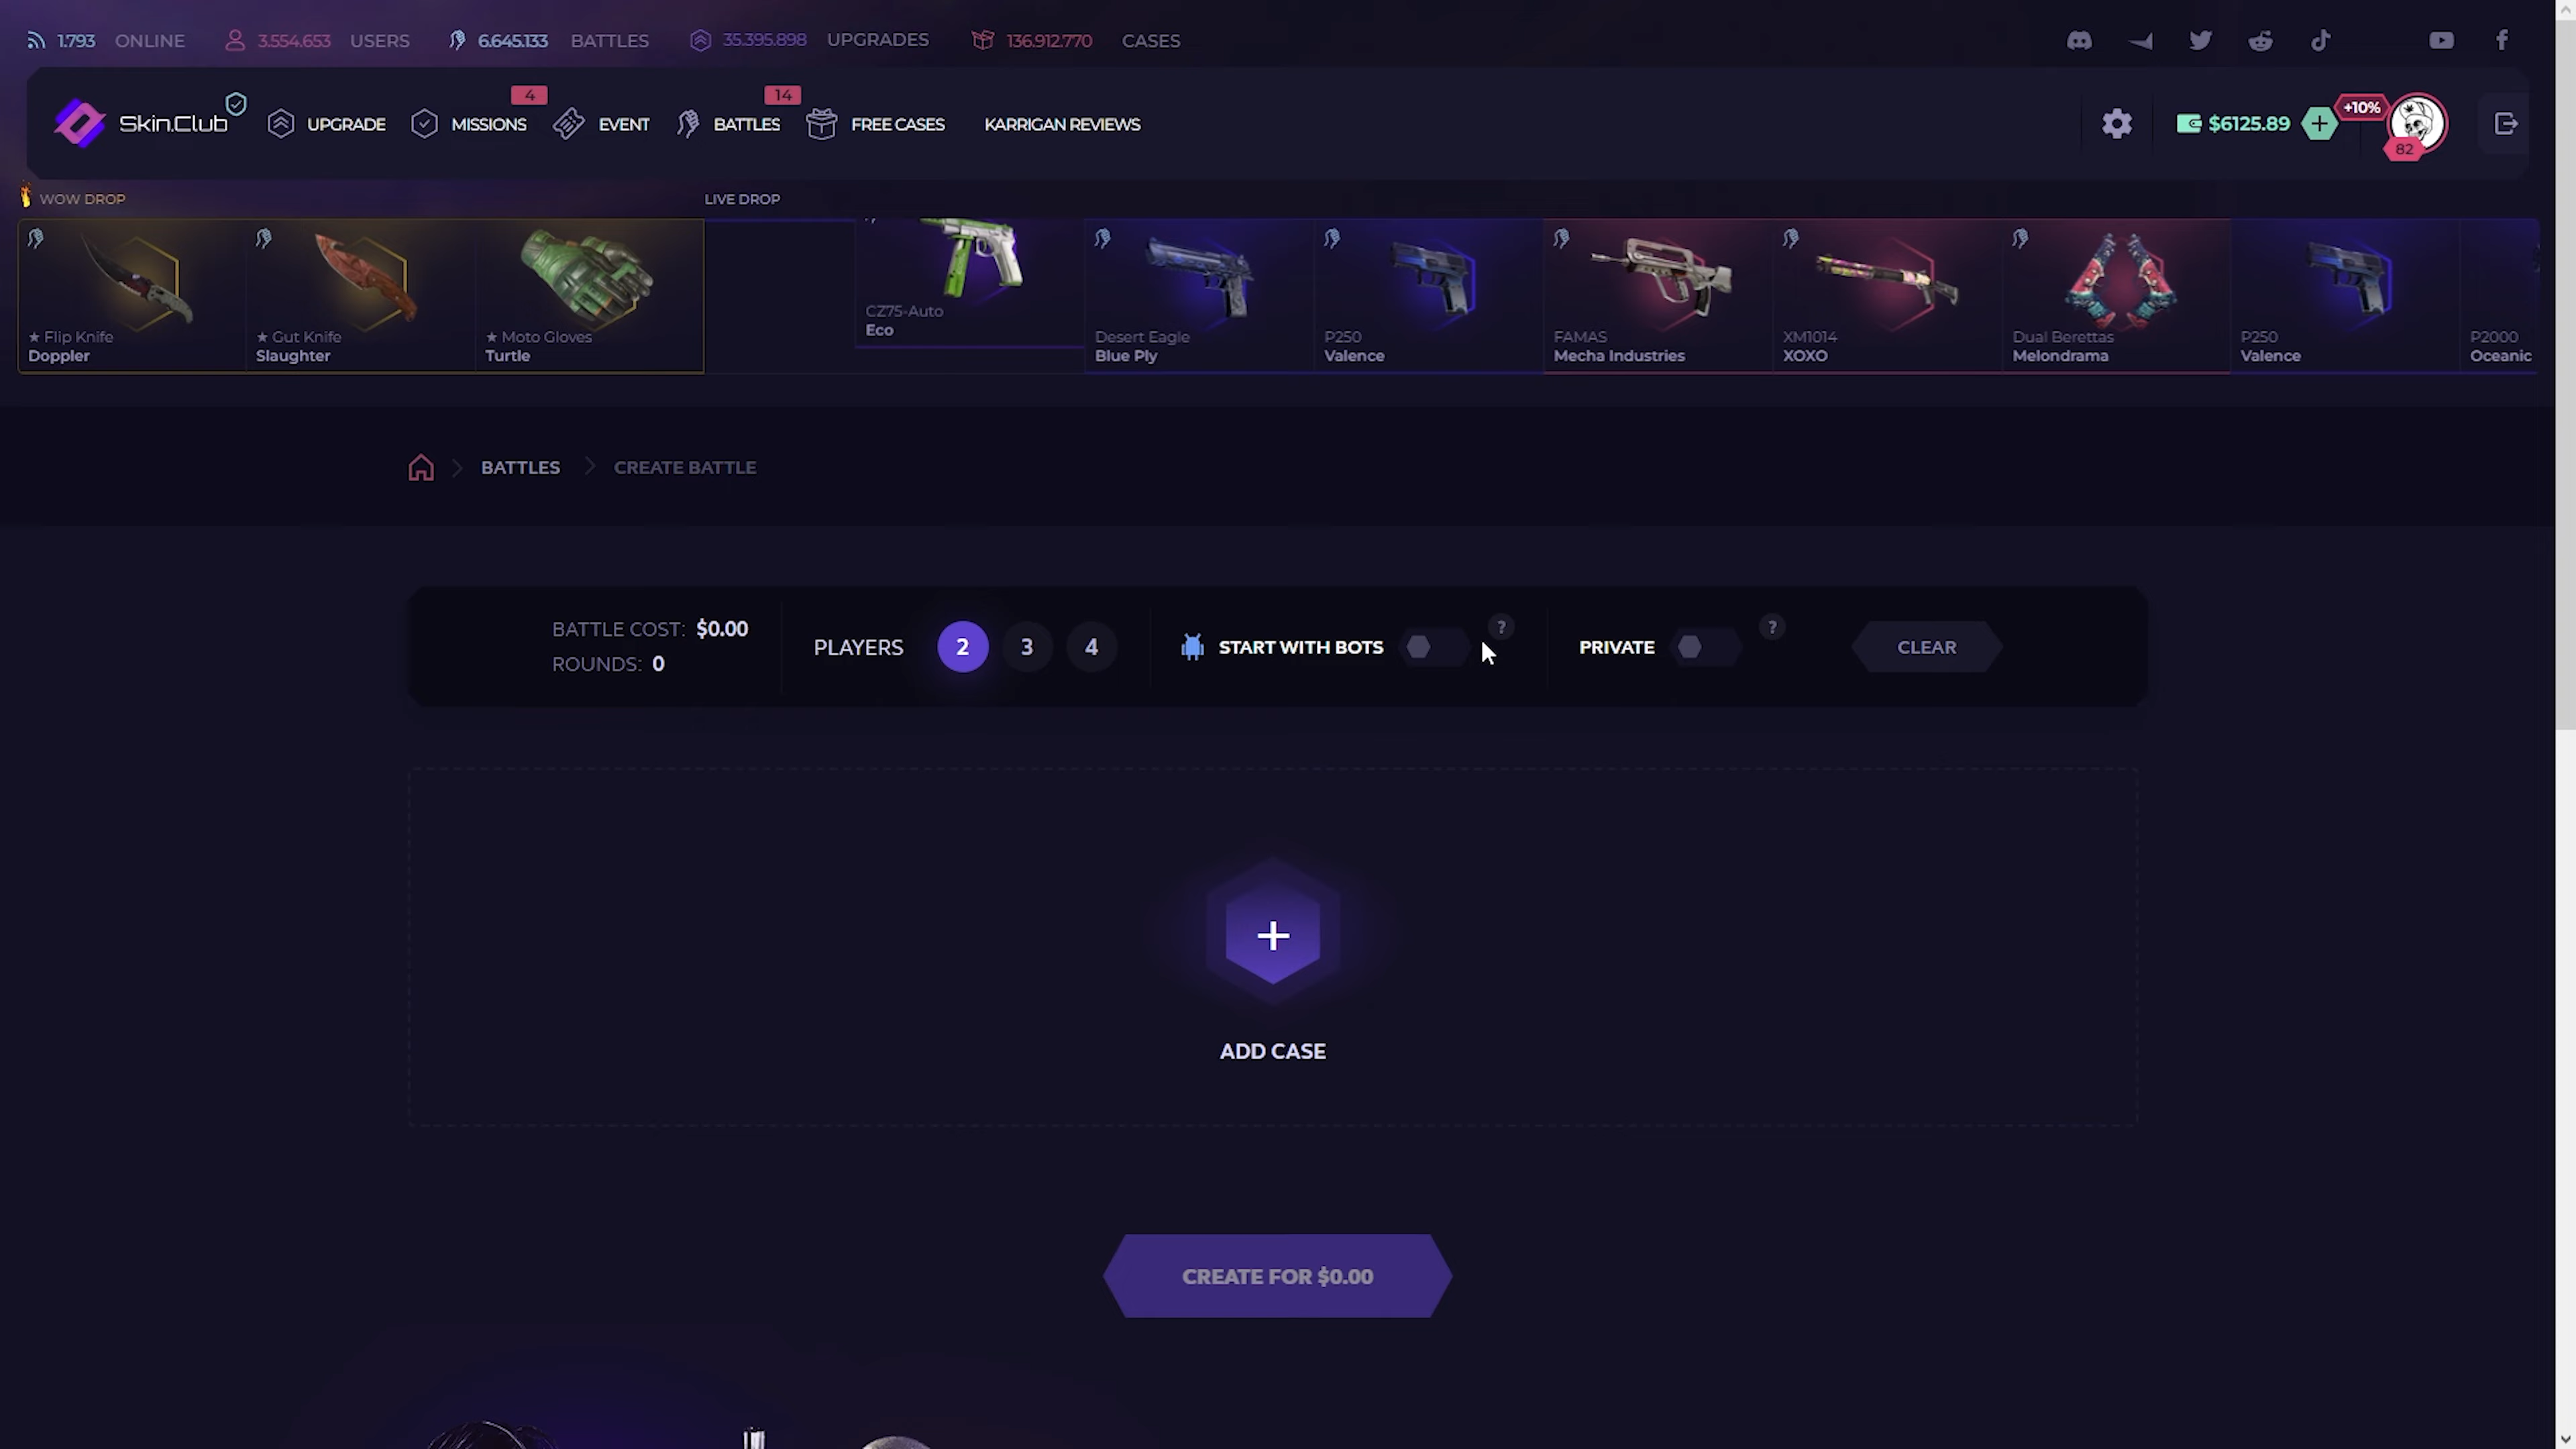 1.793 ONLINE 3.554.653 USERS 6.645.133 BATTLES 35.395.898 UPGRADES 136.912.770 CASES
Skin.Club UPGRADE 4 MISSIONS EVENT 14 BATTLES FREE CASES KARRIGAN REVIEWS $6125.89 + +10% 82
WOW DROP
LIVE DROP
★ Flip Knife
Doppler
★ Gut Knife
Slaughter
★ Moto Gloves
Turtle
CZ75-Auto
Eco
Desert Eagle
Blue Ply
P250
Valence
FAMAS
Mecha Industries
XM1014
XOXO
Dual Berettas
Melondrama
P250
Valence
P2000
Oceanic
BATTLES CREATE BATTLE
BATTLE COST: $0.00
ROUNDS: 0
PLAYERS 2 3 4
START WITH BOTS ?
PRIVATE ?
CLEAR
+
ADD CASE
CREATE FOR $0.00